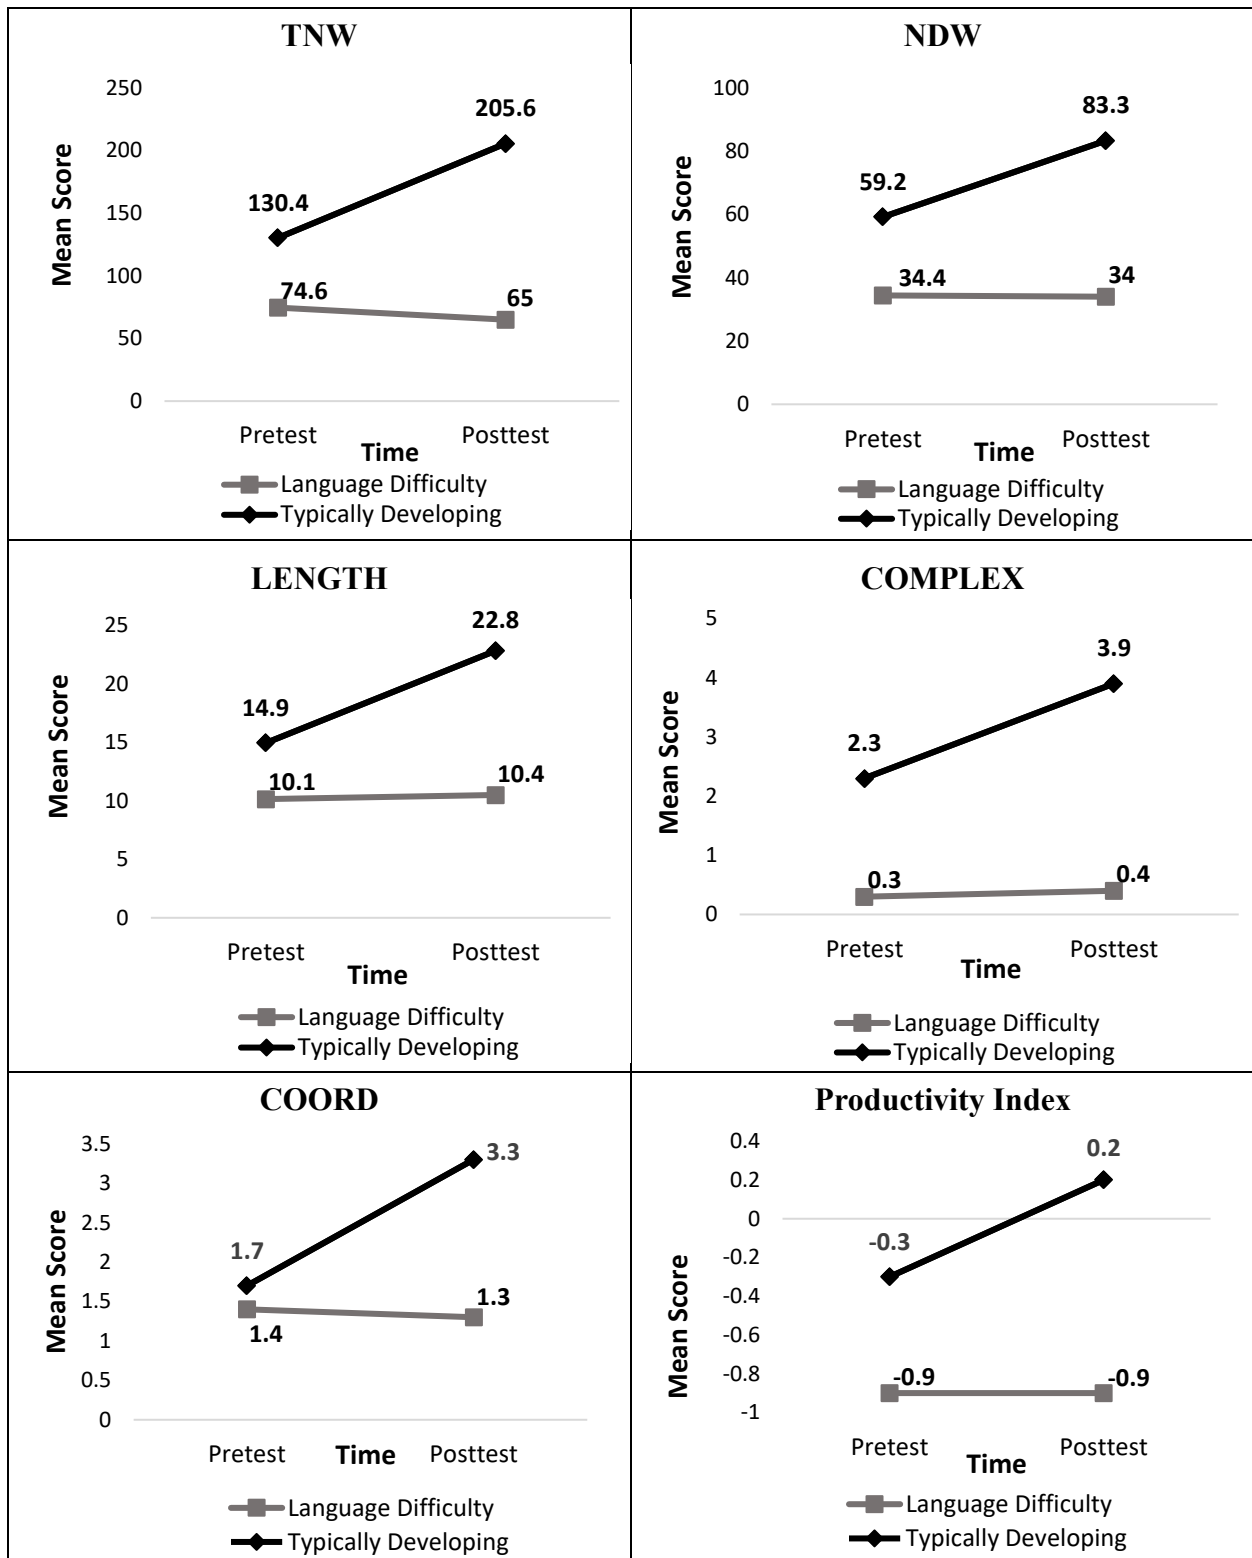 TNW
250
200
150
100
50
0
Mean Score
130.4
205.6
74.6
65
Pretest
Posttest
Time
Language Difficulty
Typically Developing
NDW
100
80
60
40
20
0
Mean Score
59.2
83.3
34.4
34
Pretest
Posttest
Time
Language Difficulty
Typically Developing
LENGTH
25
20
15
10
5
0
Mean Score
14.9
22.8
10.1
10.4
Pretest
Posttest
Time
Language Difficulty
Typically Developing
COMPLEX
5
4
3
2
1
0
Mean Score
2.3
3.9
0.3
0.4
Pretest
Posttest
Time
Language Difficulty
Typically Developing
COORD
3.5
3
2.5
2
1.5
1
0.5
0
Mean Score
1.7
3.3
1.4
1.3
Pretest
Time
Posttest
Language Difficulty
Typically Developing
Productivity Index
0.4
0.2
0
-0.2
-0.4
-0.6
-0.8
-1
Mean Score
-0.3
0.2
-0.9
-0.9
Pretest
Posttest
Time
Language Difficulty
Typically Developing